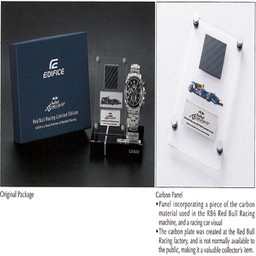 EDIFICE
Red Bull Racing Limited Edition
CASIO
Original Package
Carbon Panel
•Panel incorporating a piece of the carbon
material used in the RB6 Red Bull Racing
machine, and a racing car visual
•The carbon plate was created at the Red Bull
Racing factory, and is not normally available to
the public, making it a valuable collector's item.